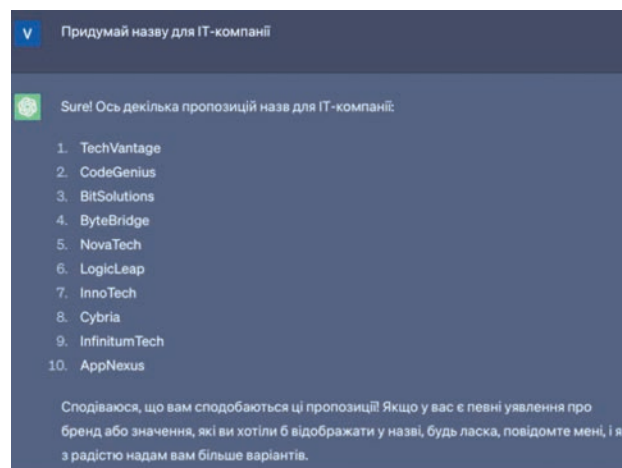 V Придумай назву для IT-компанії
Sure! Ось декілька пропозицій назв для IT-компанії:
1. TechVantage
2. CodeGenius
3. BitSolutions
4. ByteBridge
5. NovaTech
6. LogicLeap
7. InnoTech
8. Cybria
9. InfinitumTech
10. AppNexus
Сподіваюся, що вам сподобаються ці пропозиції! Якщо у вас є певні уявлення про
бренд або значення, які ви хотіли б відображати у назві, будь ласка, повідомте мені, і я
з радістю надам вам більше варіантів.